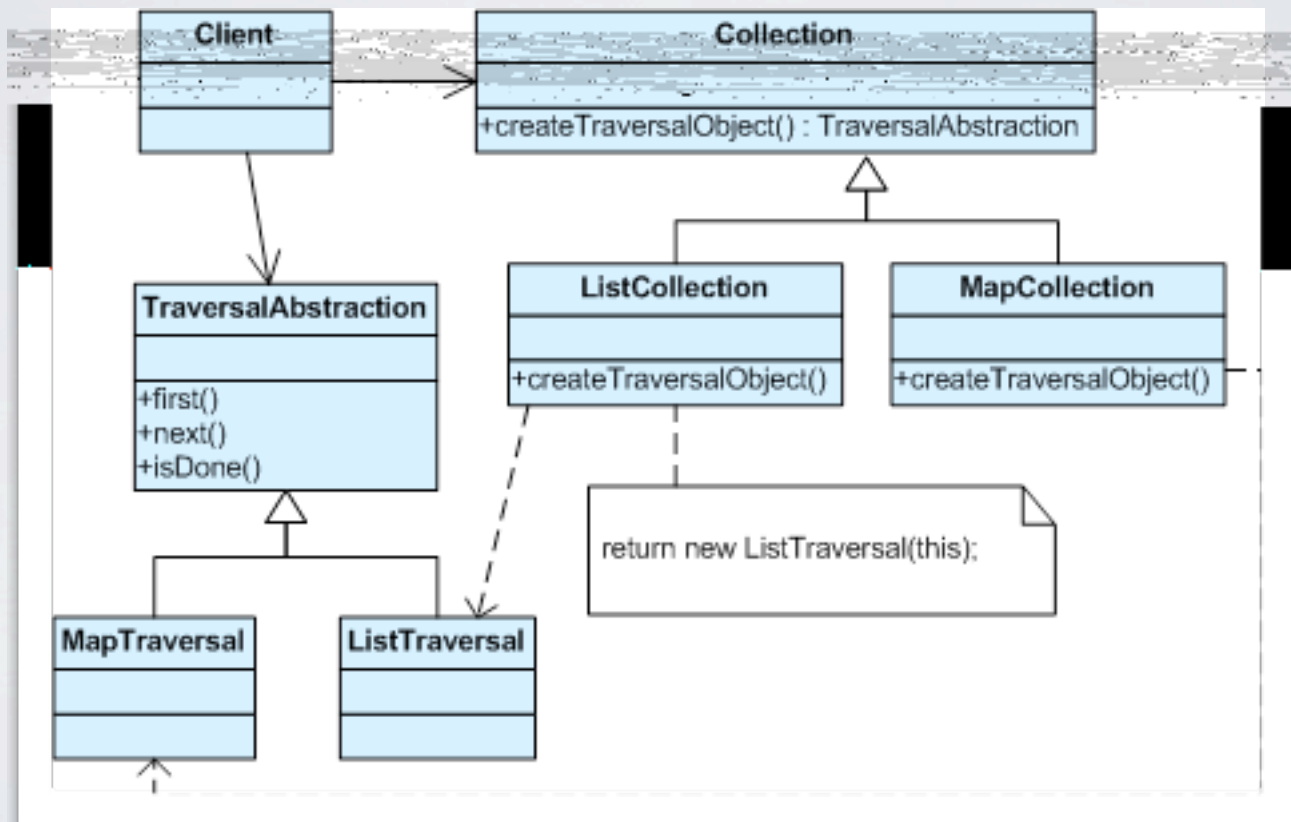 Client
Collection
+createTraversalObject() : TraversalAbstraction
TraversalAbstraction
+first()
+next()
+isDone()
ListCollection
+createTraversalObject()
MapCollection
+createTraversalObject()
return new ListTraversal(this);
MapTraversal
ListTraversal